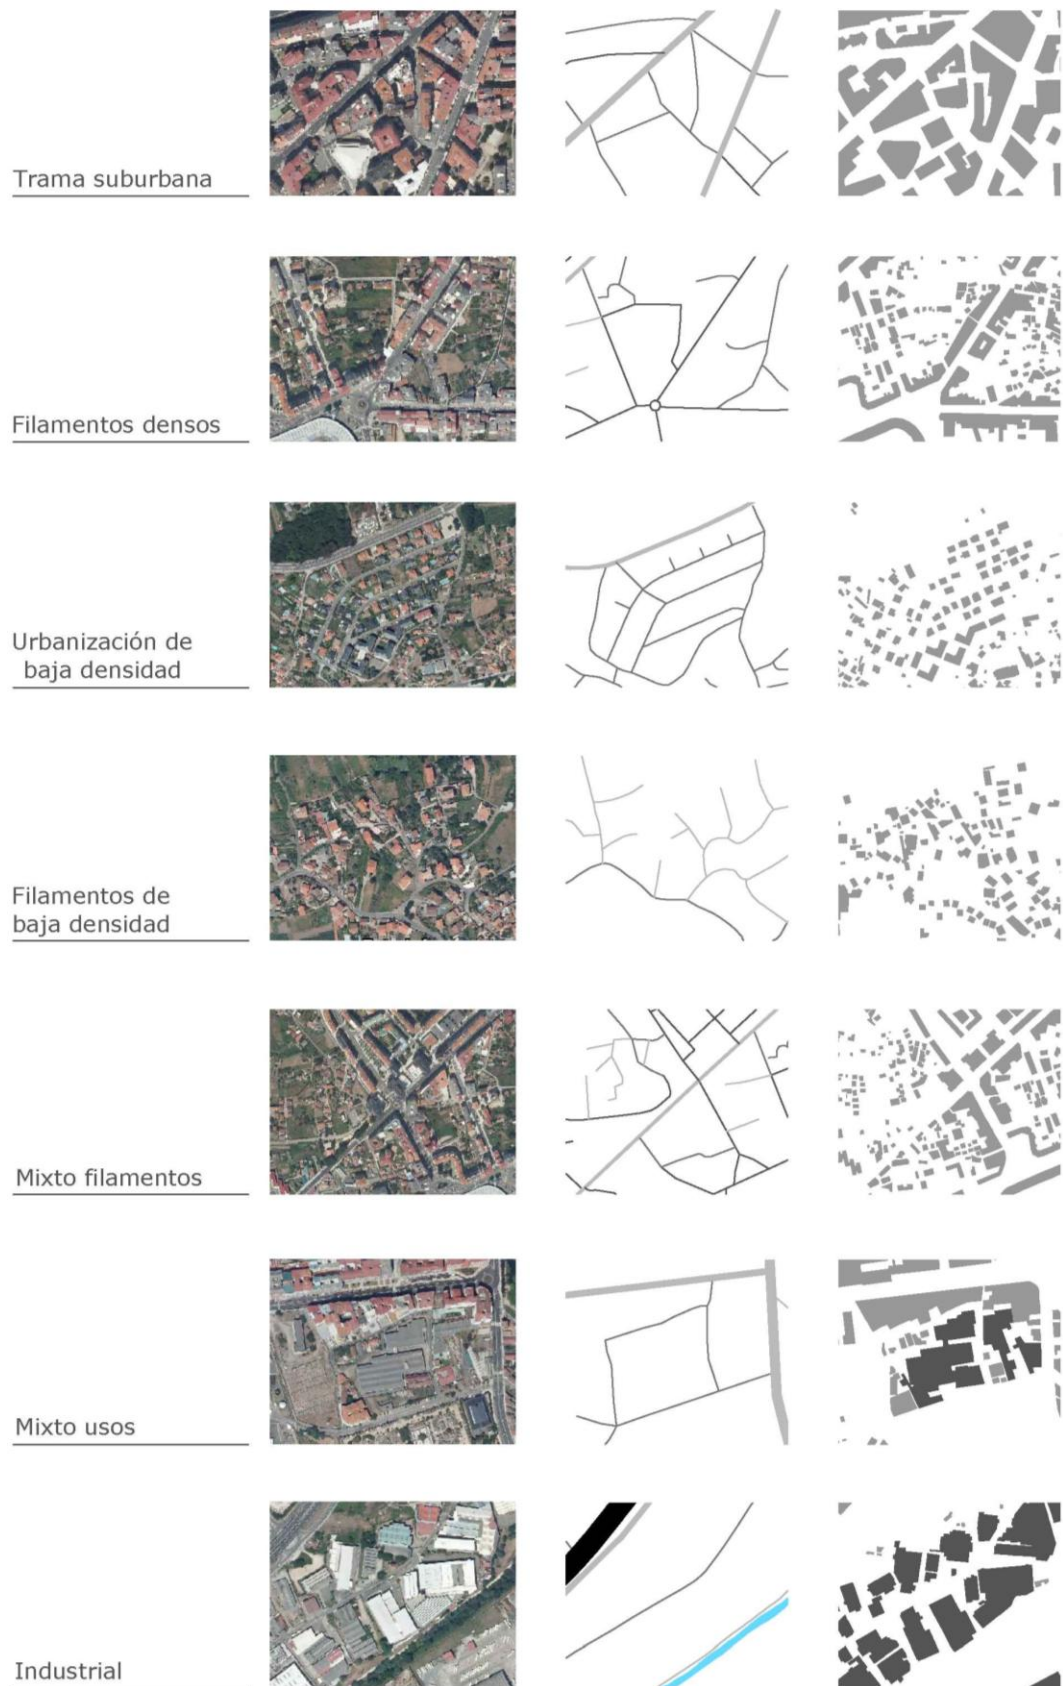 Trama suburbana
Filamentos densos
Urbanización de
baja densidad
Filamentos de
baja densidad
Mixto filamentos
Mixto usos
Industrial